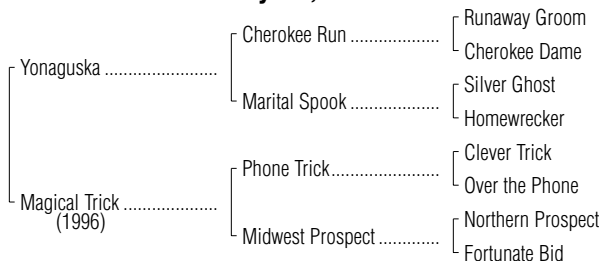 Runaway Groom
Cherokee Run ..................
Cherokee Dame
Yonaguska .......................
Silver Ghost
Marital Spook ..................
Homewrecker
Clever Trick
Phone Trick......................
Over the Phone
Magical Trick ...................
(1996)
Northern Prospect
Midwest Prospect .............
Fortunate Bid